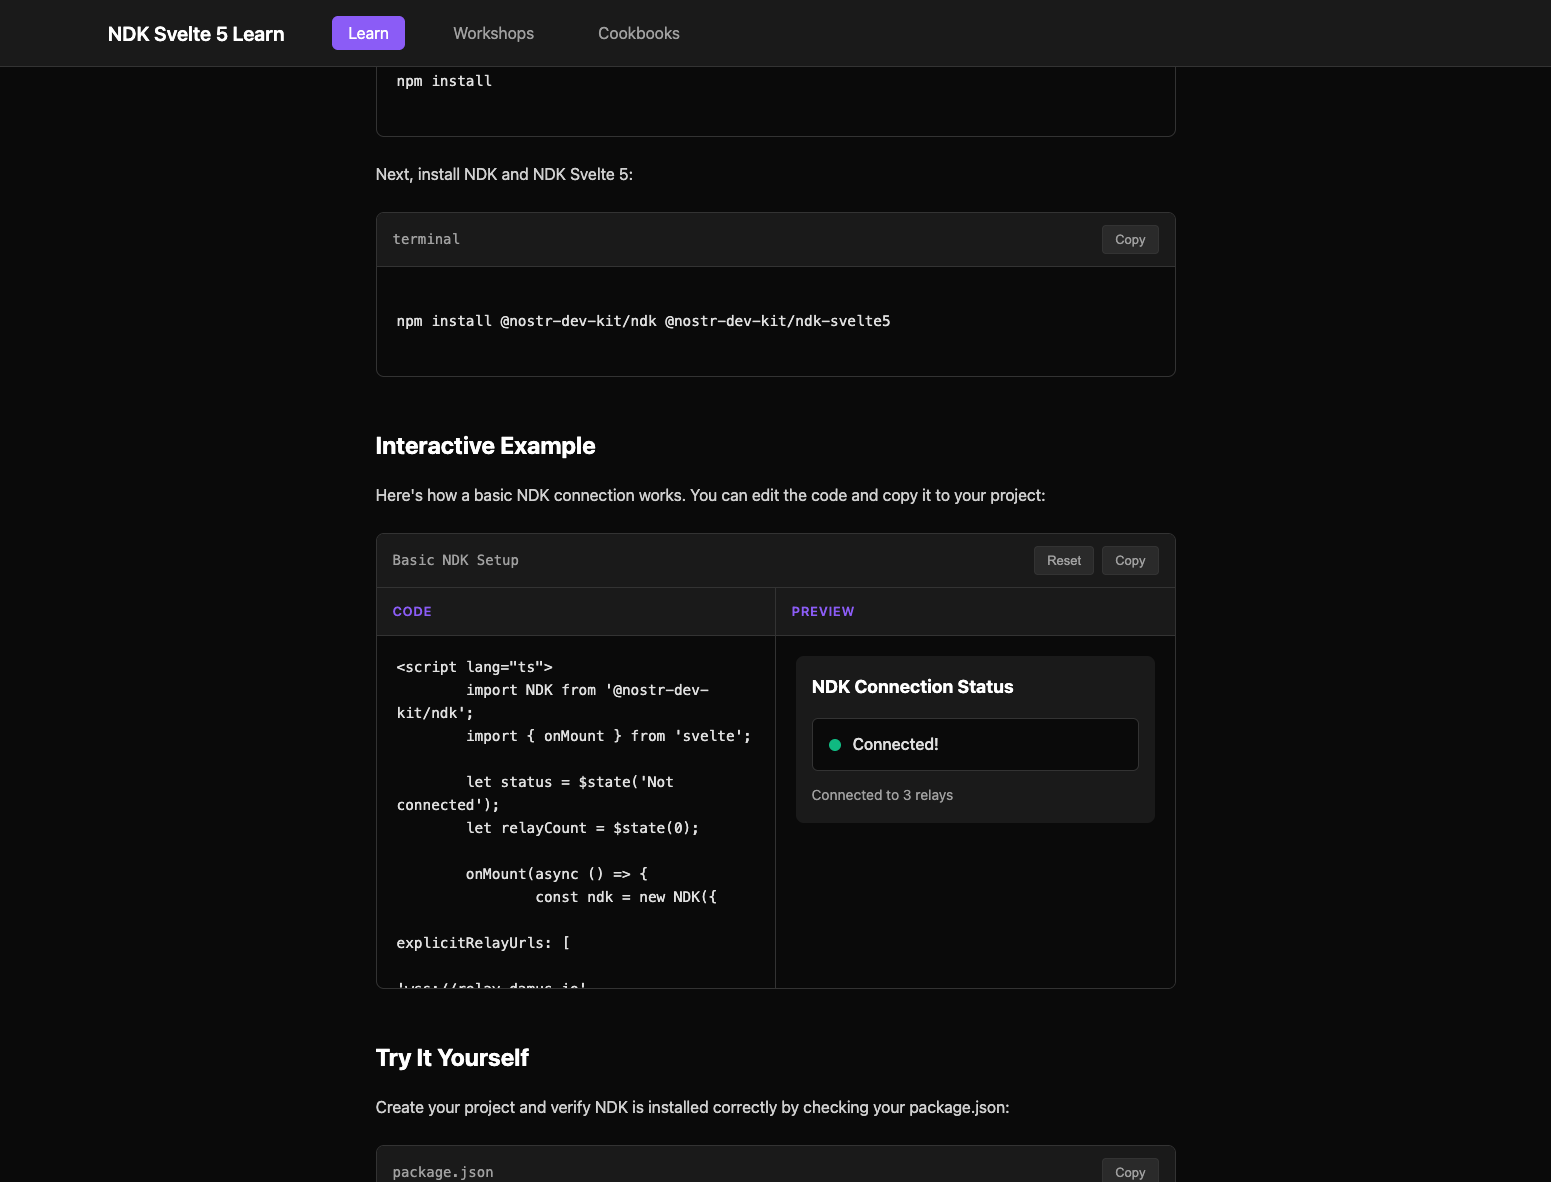 NDK Svelte 5 Learn Learn Workshops Cookbooks
npm install
Next, install NDK and NDK Svelte 5:
terminal Copy
npm install @nostr-dev-kit/ndk @nostr-dev-kit/ndk-svelte5
Interactive Example
Here's how a basic NDK connection works. You can edit the code and copy it to your project:
Basic NDK Setup Reset Copy
CODE
<script lang="ts">
import NDK from '@nostr-dev-
kit/ndk';
import { onMount } from 'svelte';
let status = $state('Not
connected');
let relayCount = $state(0);
onMount(async () => {
const ndk = new NDK({
explicitRelayUrls: [
'wss://relay.damus.io'
PREVIEW
NDK Connection Status
Connected!
Connected to 3 relays
Try It Yourself
Create your project and verify NDK is installed correctly by checking your package.json:
package.json Copy